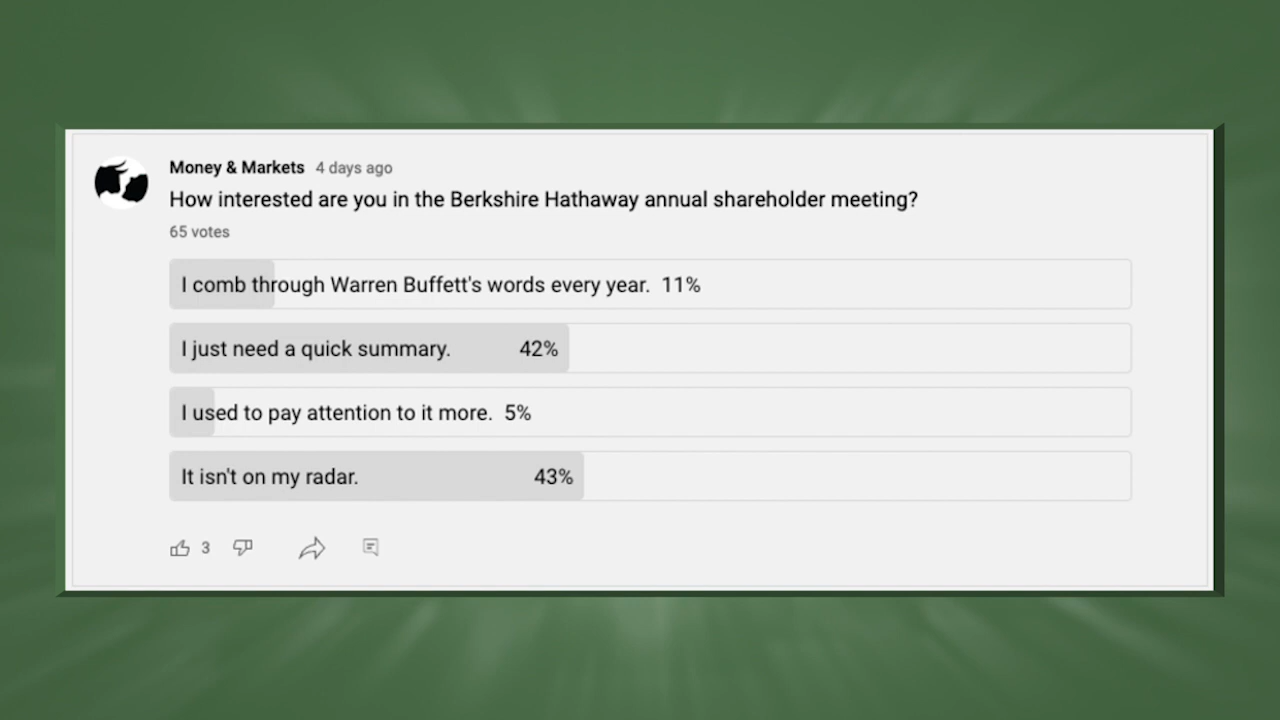 Money & Markets 4 days ago
How interested are you in the Berkshire Hathaway annual shareholder meeting?
65 votes
I comb through Warren Buffett's words every year. 11%
I just need a quick summary. 42%
I used to pay attention to it more. 5%
It isn't on my radar. 43%
3